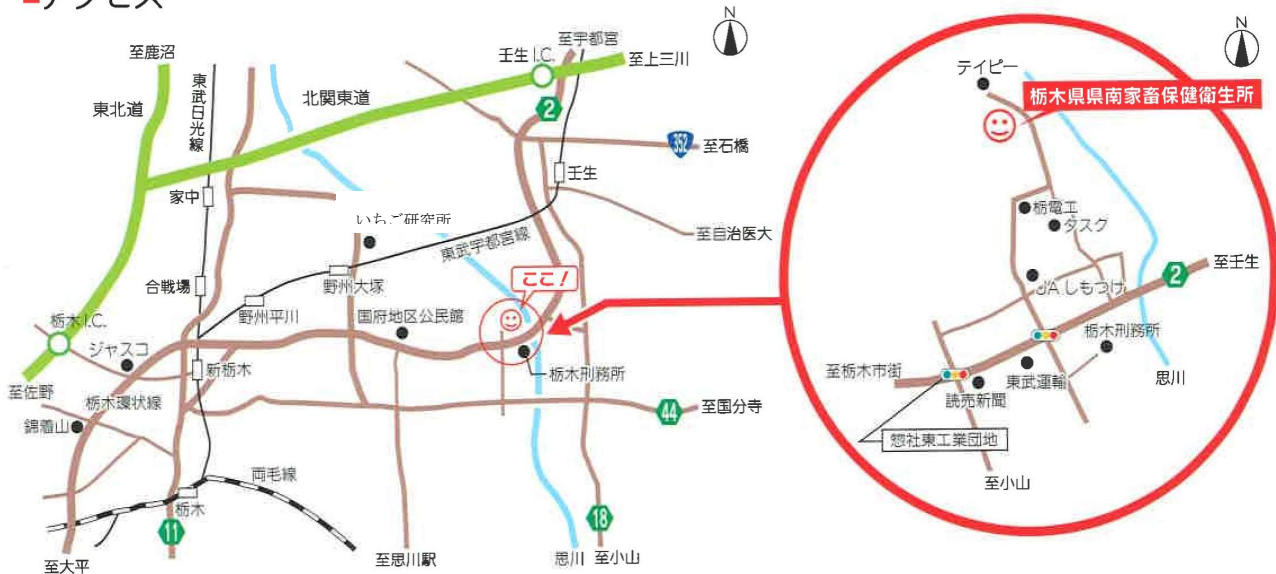 アクセス
N
至宇都宮
至鹿沼
壬生I.C.
至上三川
東北道
東武日光線
北関東道
2
352
至石橋
家中
壬生
いちご研究所
至自治医大
東武宇都宮線
合戦場
野州大塚
ここ!
野州平川
国府地区公民館
栃木I.C.
ジャスコ
新栃木
栃木刑務所
至佐野
栃木環状線
44
至国分寺
錦着山
両毛線
栃木
11
18
至大平
至思川駅
思川
至小山
N
テイピー
栃木県県南家畜保健衛生所
栃電工
タスク
至壬生
2
JAしもつけ
栃木刑務所
至栃木市街
東武運輸
思川
読売新聞
惣社東工業団地
至小山